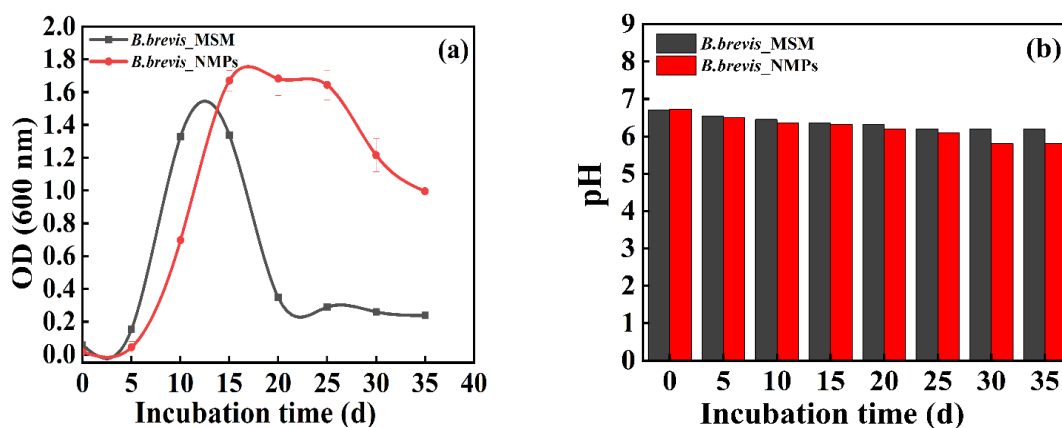 (a)
B.brevis_MSM
B.brevis_NMPs
OD (600 nm)
2.0
1.8
1.6
1.4
1.2
1.0
0.8
0.6
0.4
0.2
0.0
0 5 10 15 20 25 30 35 40
Incubation time (d)
(b)
B.brevis_MSM
B.brevis_NMPs
pH
9
8
7
6
5
4
3
2
1
0
0 5 10 15 20 25 30 35
Incubation time (d)